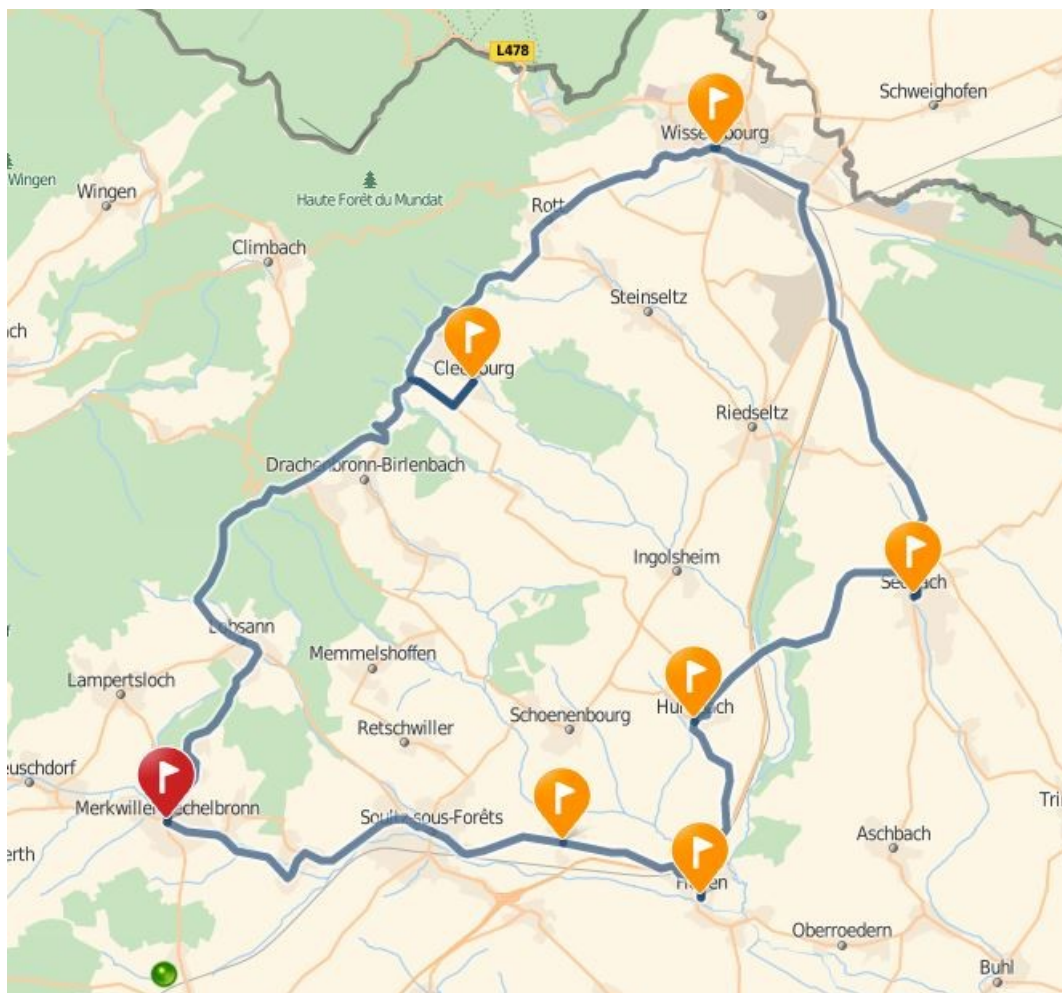 L478
Schweighofen
Wingen
Wingen
Haute Forêt du Mundat
Rott
Climbach
Steinseltz
Riedseltz
Drachenbronn-Birlenbach
Ingolsheim
Lobsann
Memmelshoffen
Lampertsloch
Schoenenbourg
Retschwiller
Soultz-sous-Forêts
Aschbach
Oberroedern
Buhl